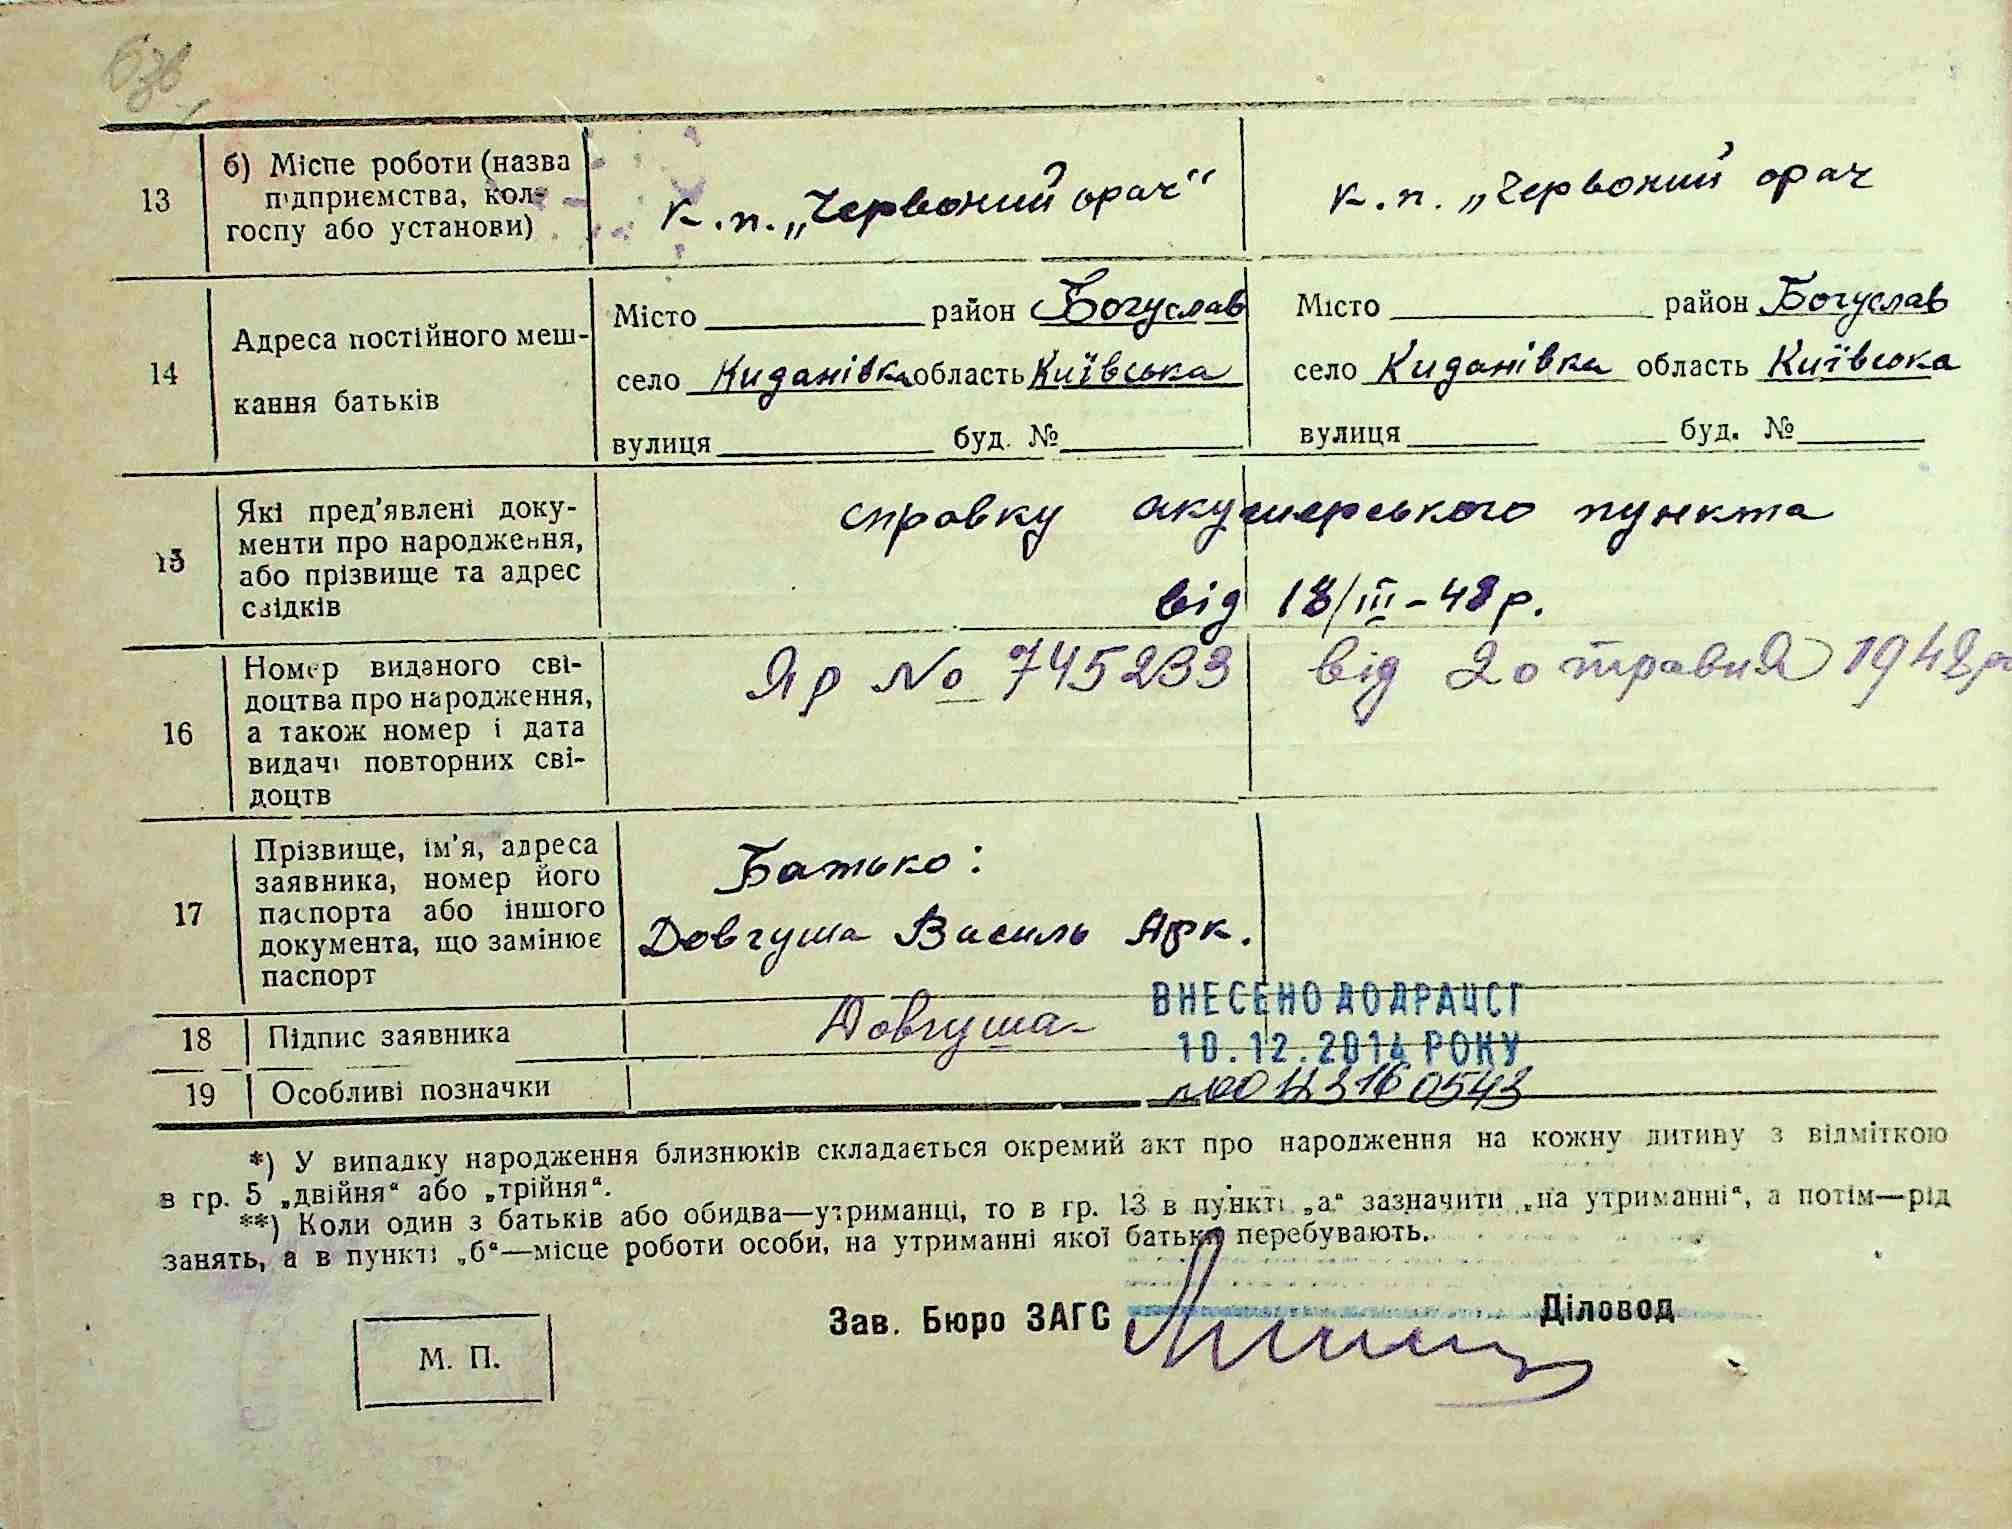 13
б) Місце роботи (назва
підприємства, кол-
госпу або установи)
к.п. „Червоний орач“
к.п. „Червоний орач
14
Адреса постійного меш-
кання батьків
Місто район Богуслав
село Киданівка область Київська
вулиця буд. №
Місто район Богуслав
село Киданівка область Київська
вулиця буд. №
15
Які пред'явлені доку-
менти про народження,
або прізвище та адрес
свідків
справку акушерського пункта
від 18/III – 48 р.
16
Номер виданого сві-
доцтва про народження,
а також номер і дата
видачі повторних сві-
доцтв
Яр № 745233 від 20 травня 1948 р
17
Прізвище, ім'я, адреса
заявника, номер його
паспорта або іншого
документа, що замінює
паспорт
Батько:
Довгуша Василь Арк.
ВНЕСЕНО ДО ДРАЦСГ
18
Підпис заявника
Довгуша
10.12.2014 РОКУ
19
Особливі позначки
*) У випадку народження близнюків складається окремий акт про народження на кожну дитину з відміткою
в гр. 5 „двійня“ або „трійня“.
**) Коли один з батьків або обидва—утриманці, то в гр. 13 в пункті „а“ зазначити „на утриманні“, а потім—рід
занять, а в пункті „б“—місце роботи особи, на утриманні якої батьки перебувають.
Зав. Бюро ЗАГС
Діловод
М. П.